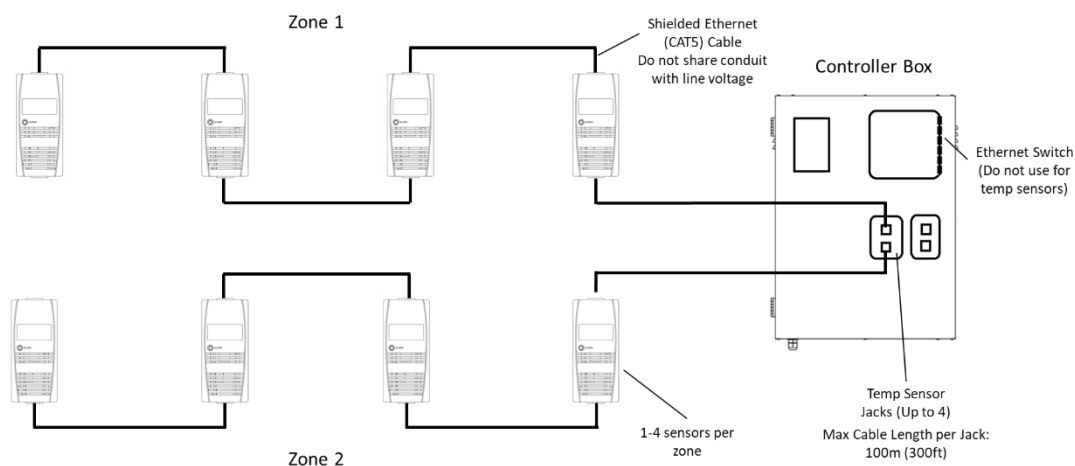 Zone 1
Shielded Ethernet
(CAT5) Cable
Do not share conduit
with line voltage
Controller Box
Ethernet Switch
(Do not use for
temp sensors)
1-4 sensors per
zone
Temp Sensor
Jacks (Up to 4)
Max Cable Length per Jack:
100m (300ft)
Zone 2